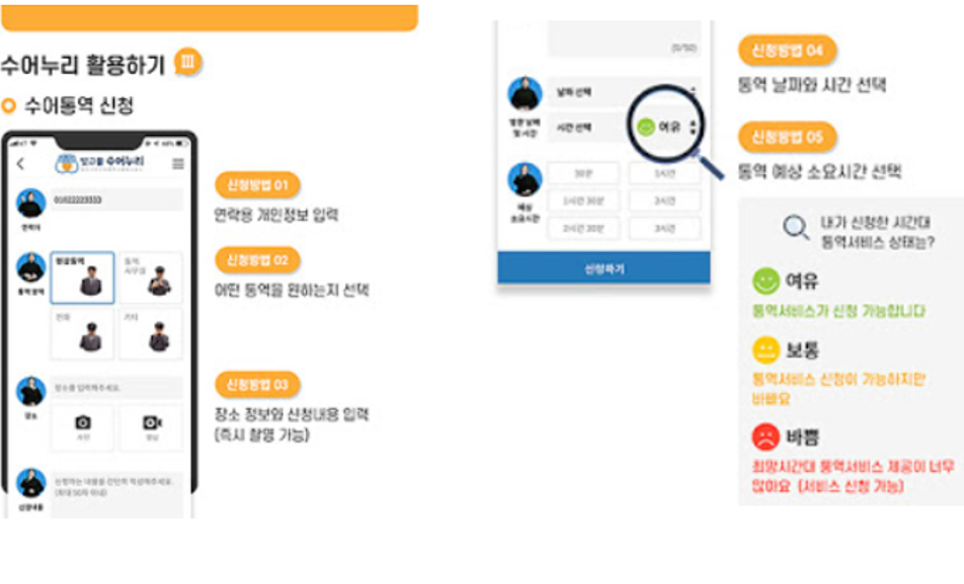 수어누리 활용하기 III
수어통역 신청
수어누리
01022223333
연락처
영상통역
통역
사무실
통역 방법
전화
기타
장소를 입력해주세요.
장소
사진
영상
신청하는 내용을 간단히 작성해주세요.
(최대 50자 이내)
신청내용
신청방법 01
연락용 개인정보 입력
신청방법 02
어떤 통역을 원하는지 선택
신청방법 03
장소 정보와 신청내용 입력
(즉시 촬영 가능)
(0/50)
날짜 선택
시간 선택
여유
및 시간
30분
1시간
1시간 30분
2시간
2시간 30분
3시간
예상
소요시간
신청하기
신청방법 04
통역 날짜와 시간 선택
신청방법 05
통역 예상 소요시간 선택
내가 신청한 시간대
통역서비스 상태는?
여유
통역서비스가 신청 가능합니다
보통
통역서비스 신청이 가능하지만
바빠요
바쁨
희망시간대 통역서비스 제공이 너무
많아요 (서비스 신청 가능)